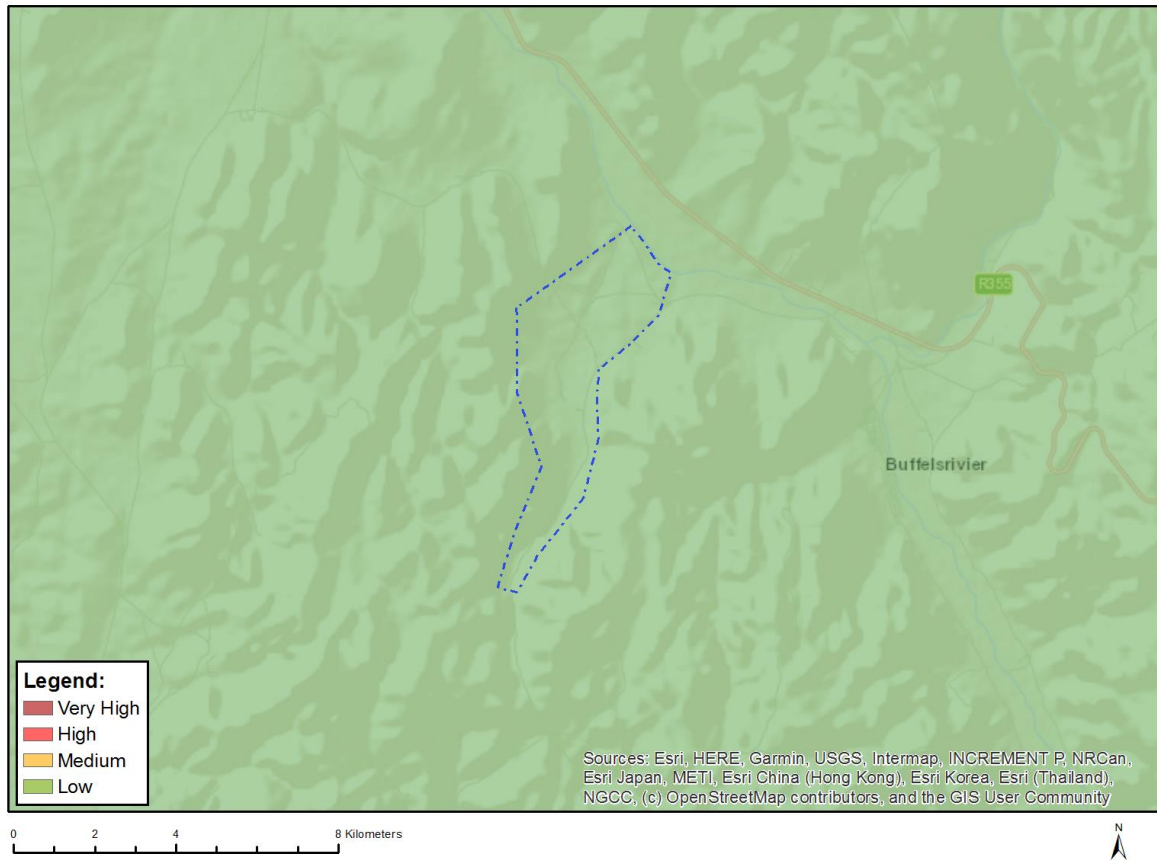 R355
Buffelsrivier
Legend:
Very High
High
Medium
Low
Sources: Esri, HERE, Garmin, USGS, Intermap, INCREMENT P, NRCan,
Esri Japan, METI, Esri China (Hong Kong), Esri Korea, Esri (Thailand),
NGCC, (c) OpenStreetMap contributors, and the GIS User Community
0 2 4 8 Kilometers
N